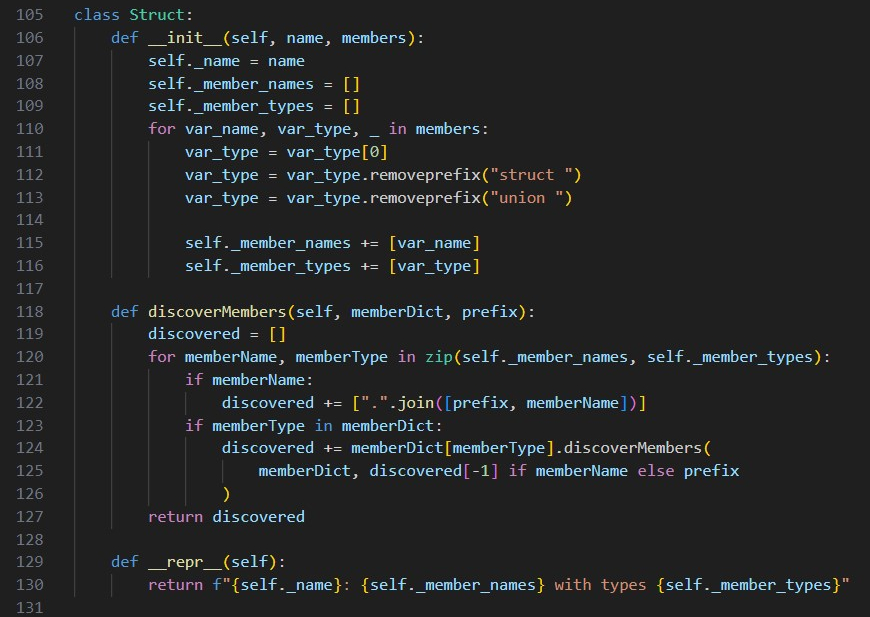 105 class Struct:
106     def __init__(self, name, members):
107         self._name = name
108         self._member_names = []
109         self._member_types = []
110         for var_name, var_type, _ in members:
111             var_type = var_type[0]
112             var_type = var_type.removeprefix("struct ")
113             var_type = var_type.removeprefix("union ")
114
115             self._member_names += [var_name]
116             self._member_types += [var_type]
117
118     def discoverMembers(self, memberDict, prefix):
119         discovered = []
120         for memberName, memberType in zip(self._member_names, self._member_types):
121             if memberName:
122                 discovered += [".".join([prefix, memberName])]
123             if memberType in memberDict:
124                 discovered += memberDict[memberType].discoverMembers(
125                     memberDict, discovered[-1] if memberName else prefix
126                 )
127         return discovered
128
129     def __repr__(self):
130         return f"{self._name}: {self._member_names} with types {self._member_types}"
131